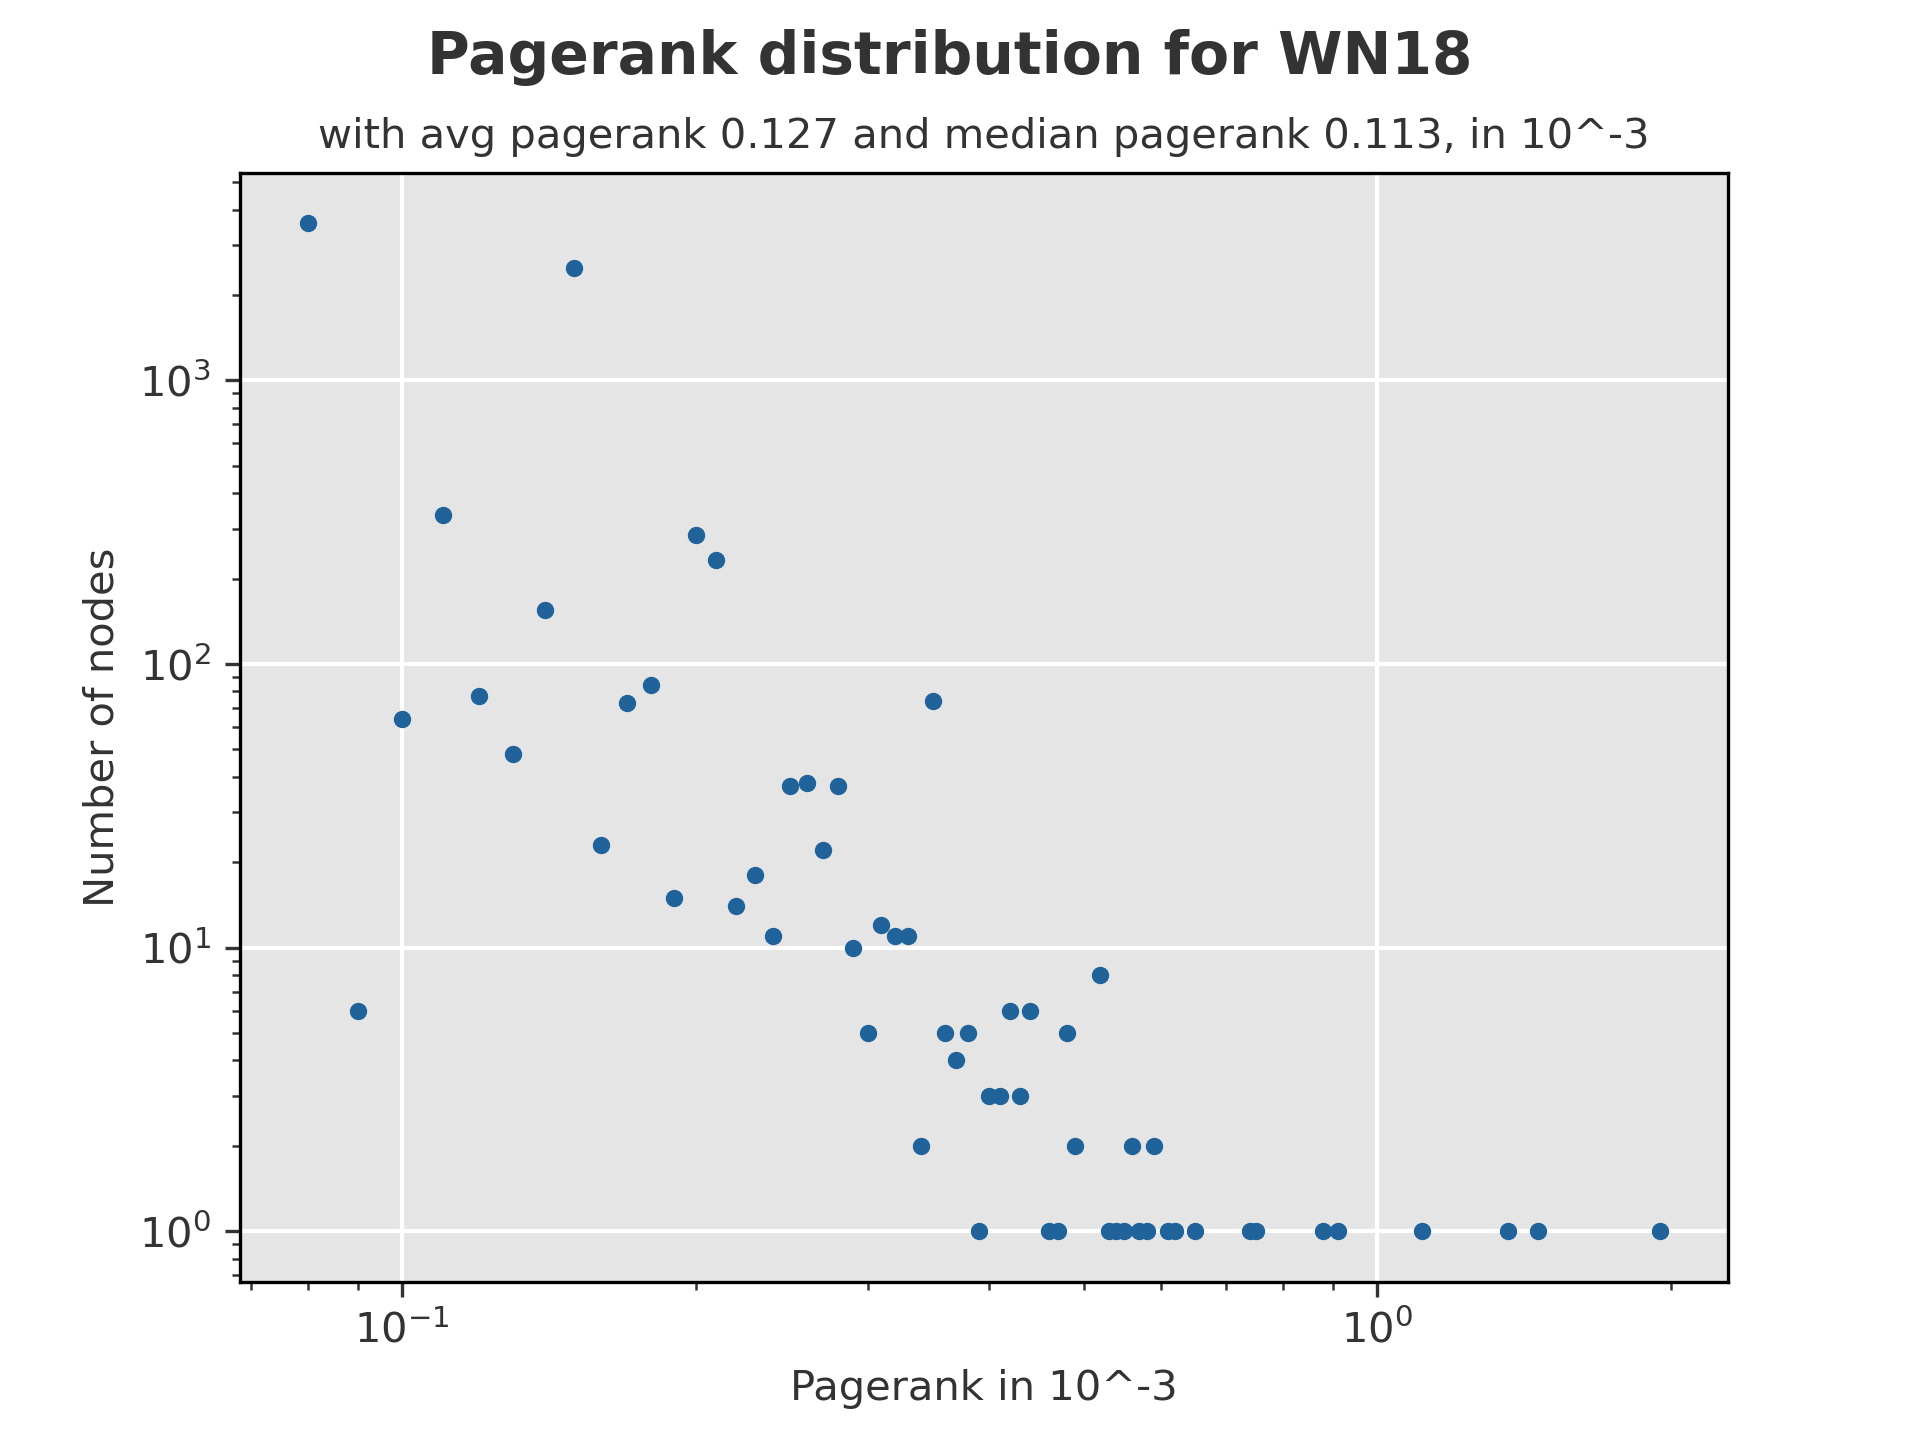 Pagerank distribution for WN18
with avg pagerank 0.127 and median pagerank 0.113, in 10^-3
Number of nodes
10³
10²
10¹
10⁰
10⁻¹
10⁰
Pagerank in 10^-3